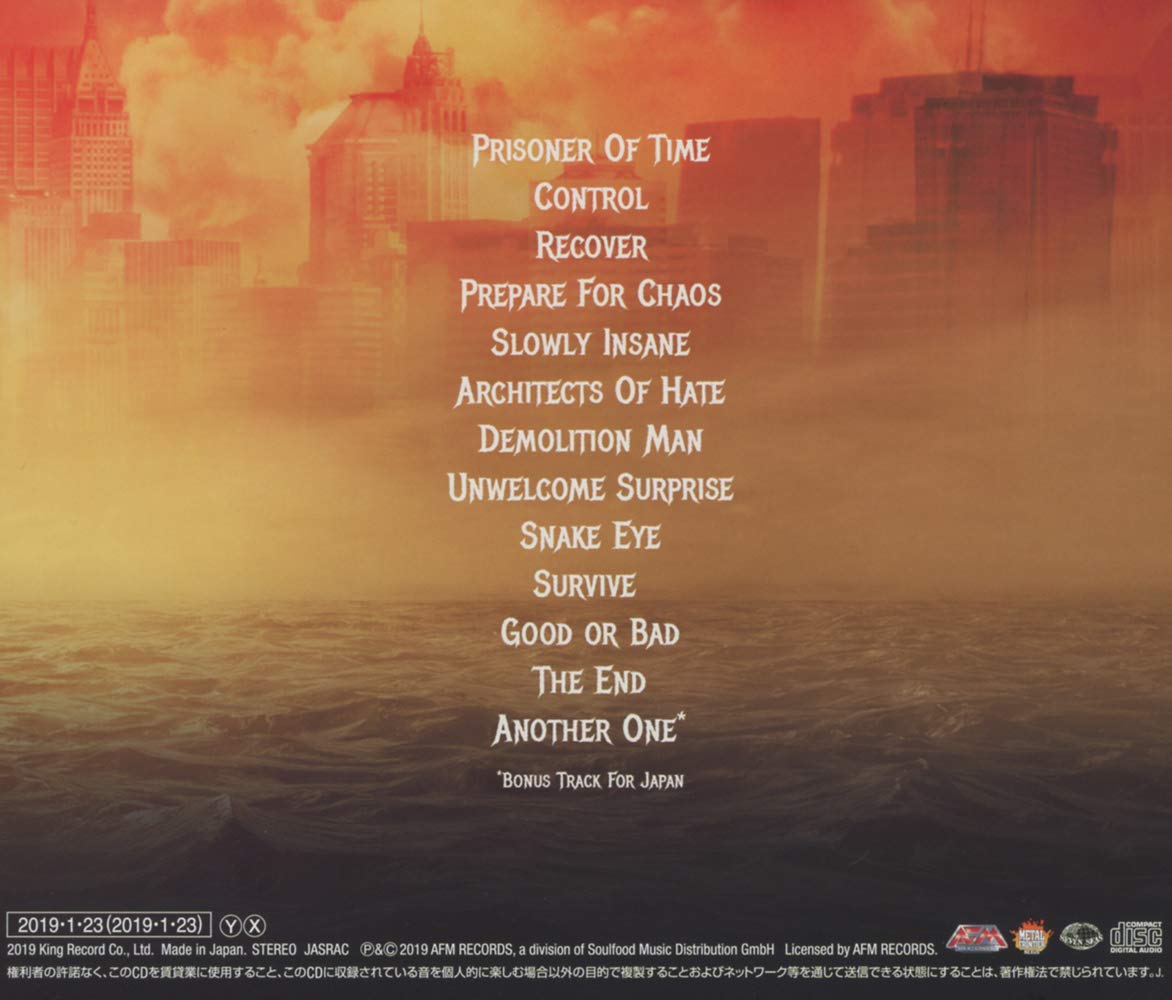 Prisoner Of Time
Control
Recover
Prepare For Chaos
Slowly Insane
Architects Of Hate
Demolition Man
Unwelcome Surprise
Snake Eye
Survive
Good or Bad
The End
Another One*
*Bonus Track For Japan
2019・1・23(2019・1・23) Y X
2019 King Record Co., Ltd. Made in Japan. STEREO JASRAC ℗&© 2019 AFM RECORDS, a division of Soulfood Music Distribution GmbH Licensed by AFM RECORDS.
AFM
METAL FRONTIER
SEVEN SEAS
COMPACT disc DIGITAL AUDIO
権利者の許諾なく、このCDを賃貸業に使用すること、このCDに収録されている音を個人的に楽しむ場合以外の目的で複製することおよびネットワーク等を通じて送信できる状態にすることは、著作権法で禁じられています。J.